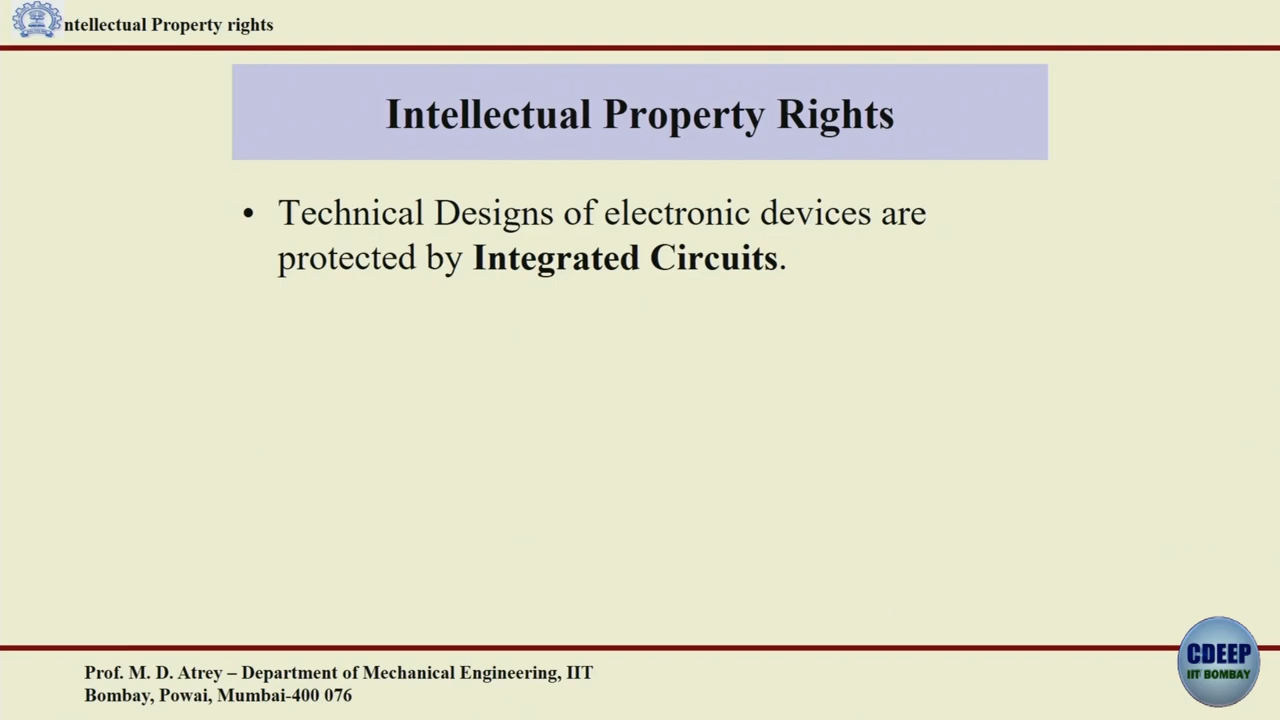 ntellectual Property rights
Intellectual Property Rights
• Technical Designs of electronic devices are
protected by Integrated Circuits.
Prof. M. D. Atrey – Department of Mechanical Engineering, IIT
Bombay, Powai, Mumbai-400 076
CDEEP
IIT BOMBAY